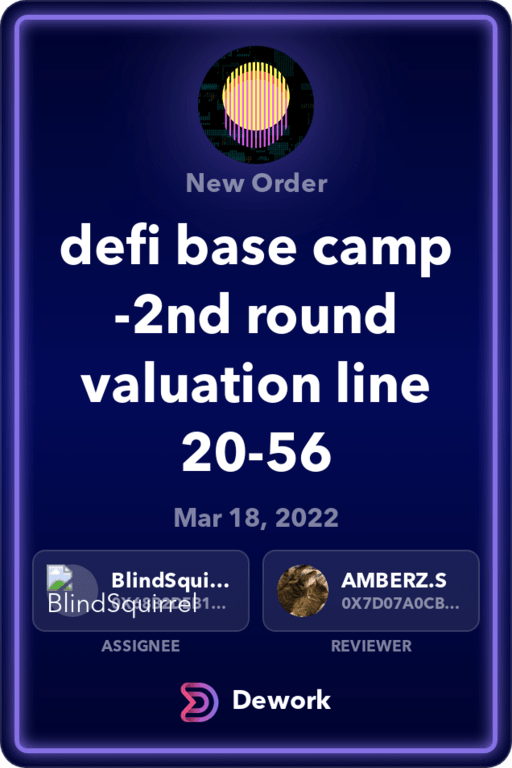 New Order
defi base camp
-2nd round
valuation line
20-56
Mar 18, 2022
BlindSqui...
BlindSquirrel
AMBERZ.S
0X7D07A0CB...
ASSIGNEE
REVIEWER
Dework